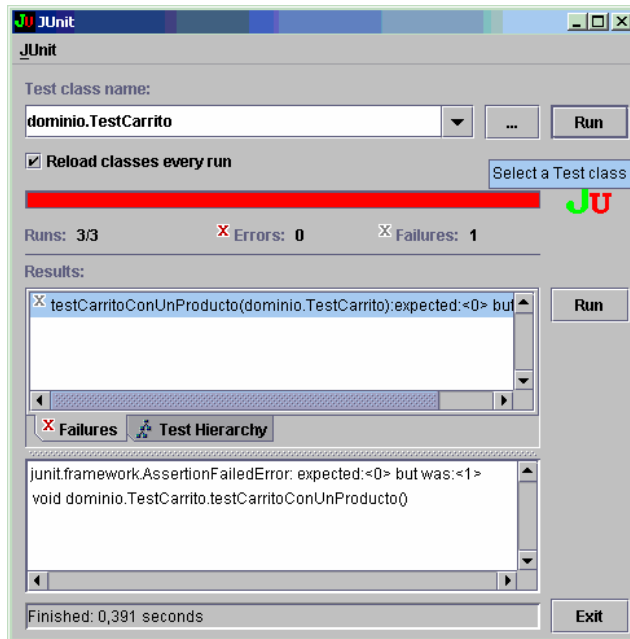 JU JUnit
JUnit
Test class name:
dominio.TestCarrito
...
Run
Reload classes every run
Select a Test class
JU
Runs: 3/3
X Errors: 0
X Failures: 1
Results:
X testCarritoConUnProducto(dominio.TestCarrito):expected:<0> but
Run
X Failures
Test Hierarchy
junit.framework.AssertionFailedError: expected:<0> but was:<1>
void dominio.TestCarrito.testCarritoConUnProducto()
Finished: 0,391 seconds
Exit